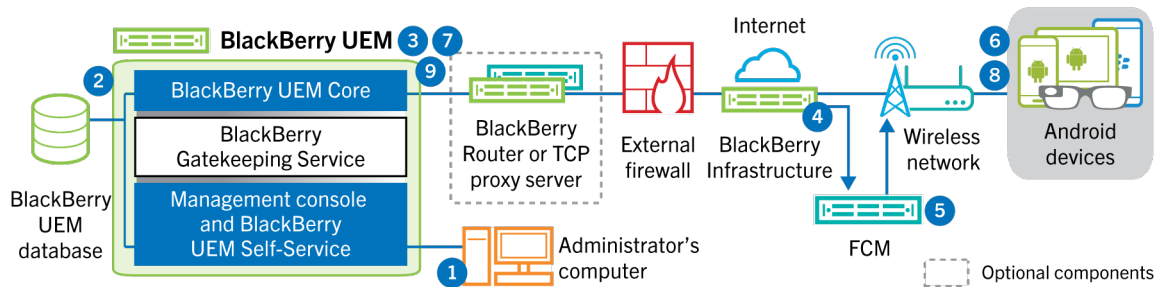 BlackBerry UEM
3
7
Internet
6
2
9
8
BlackBerry UEM Core
4
BlackBerry
Gatekeeping Service
BlackBerry
Router or TCP
proxy server
External
firewall
BlackBerry
Infrastructure
Wireless
network
Android
devices
BlackBerry
UEM
database
Management console
and BlackBerry
UEM Self-Service
5
FCM
1
Administrator's
computer
Optional components